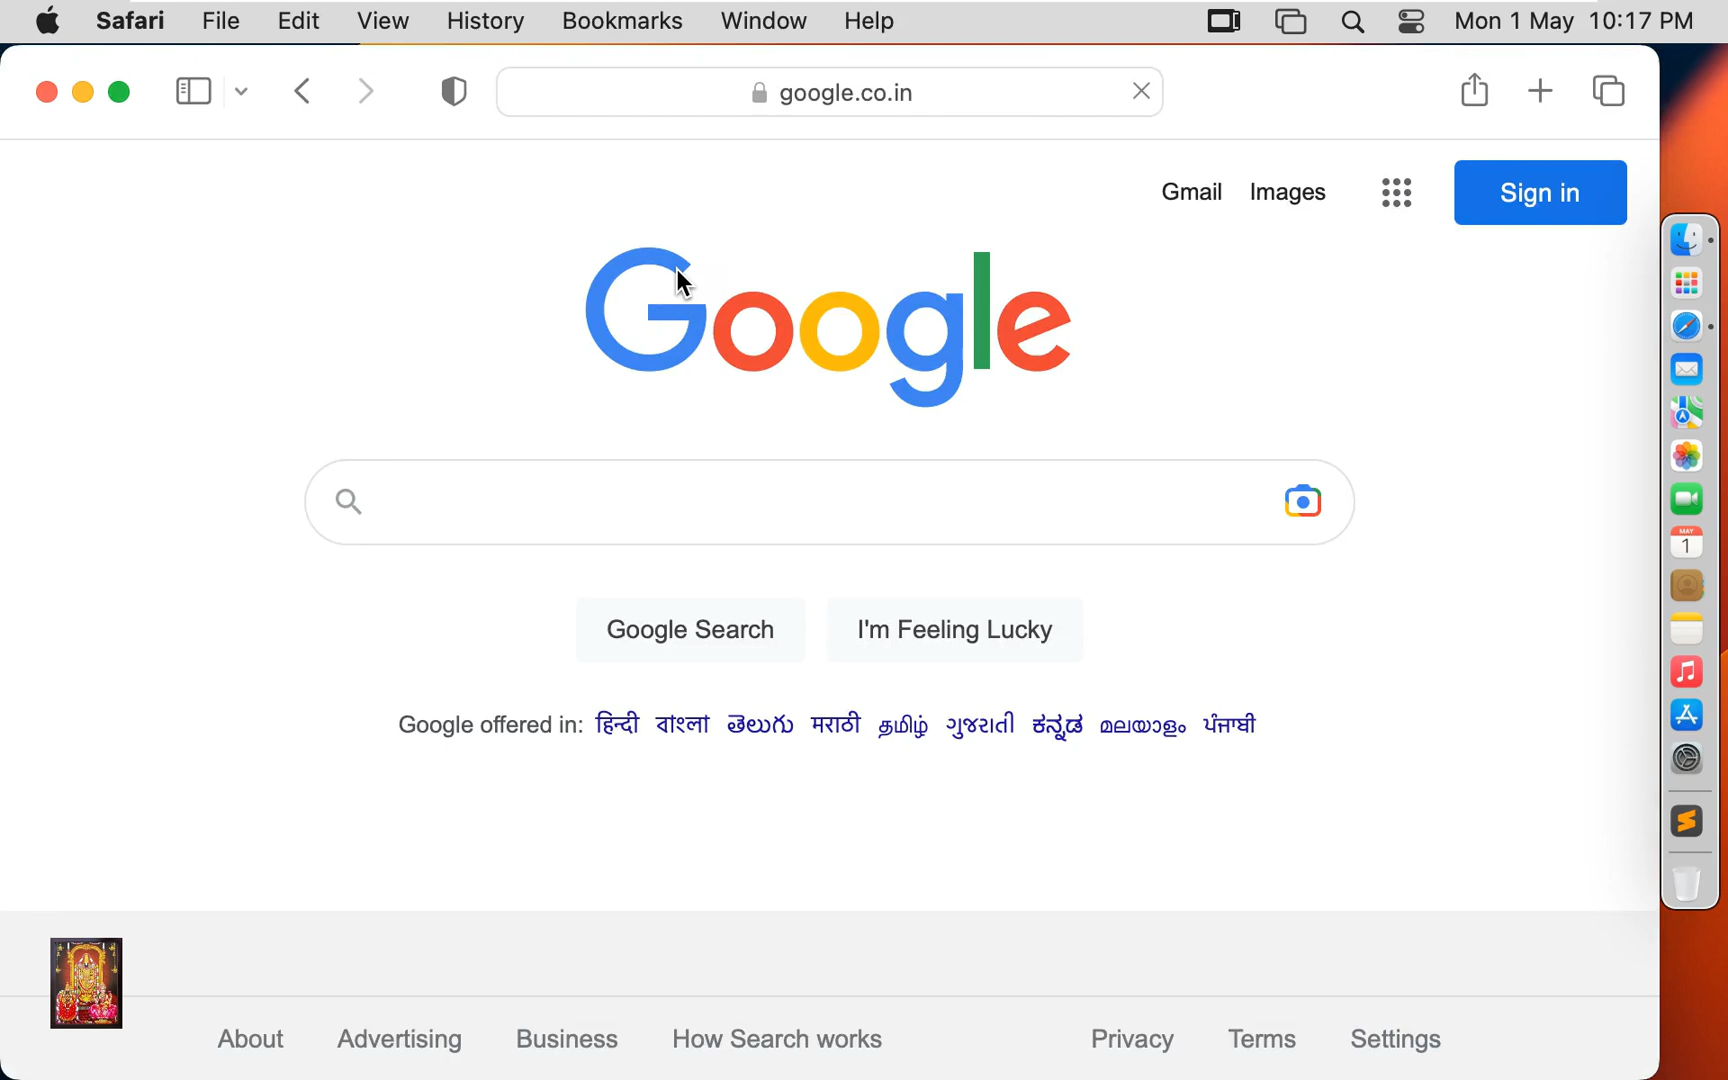 Safari File Edit View History Bookmarks Window Help Mon 1 May 10:17 PM
google.co.in
Gmail Images Sign in
Google
Google Search I'm Feeling Lucky
Google offered in: हिन्दी বাংলা తెలుగు मराठी தமிழ் ગુજરાતી ಕನ್ನಡ മലയാളം ਪੰਜਾਬੀ
MAY
1
About Advertising Business How Search works Privacy Terms Settings